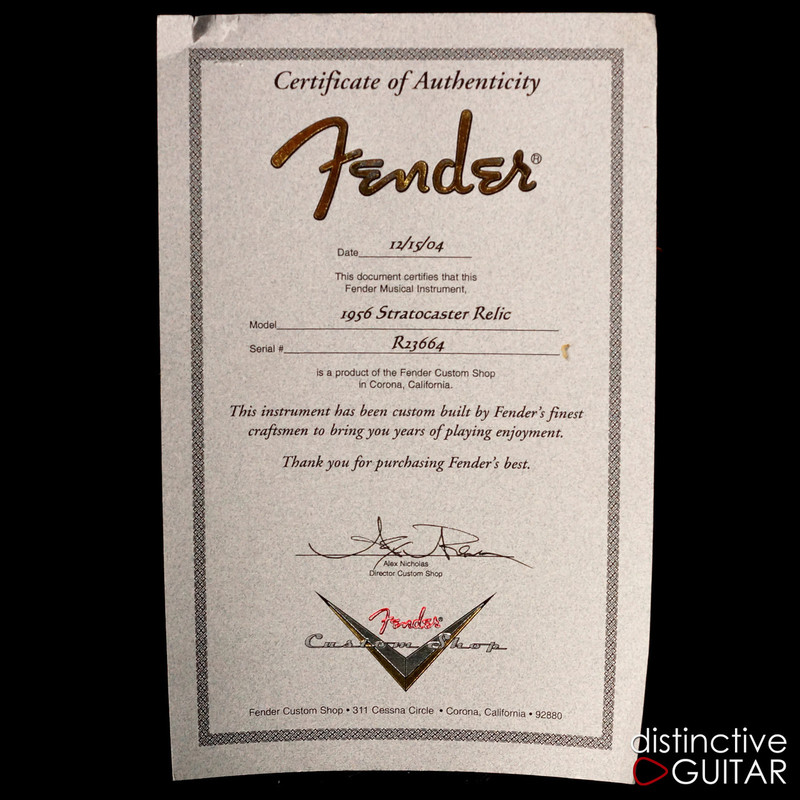 Certificate of Authenticity
Fender®
Date 12/15/04
This document certifies that this
Fender Musical Instrument,
Model 1956 Stratocaster Relic
Serial # R23664
is a product of the Fender Custom Shop
in Corona, California.
This instrument has been custom built by Fender's finest
craftsmen to bring you years of playing enjoyment.
Thank you for purchasing Fender's best.
Alex Nicholas
Director Custom Shop
Fender®
Custom Shop
Fender Custom Shop • 311 Cessna Circle • Corona, California • 92880
distinctive
GUITAR